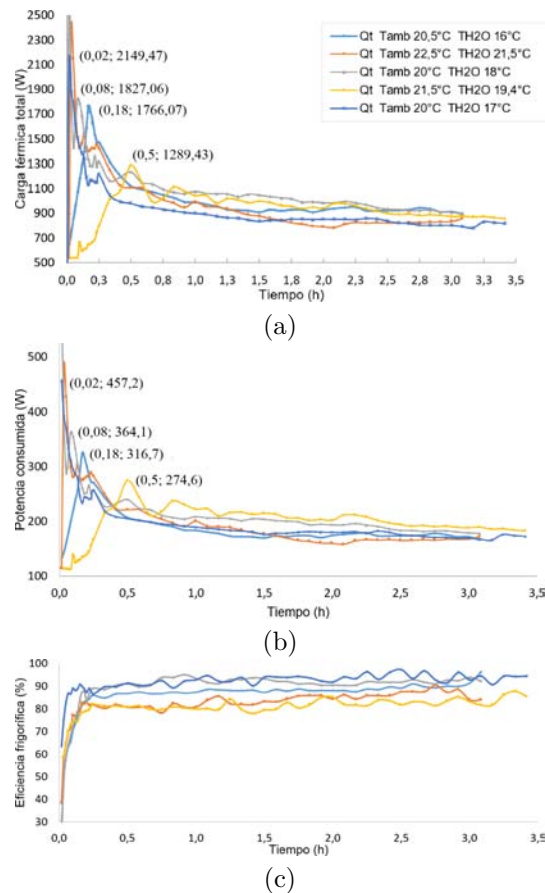 2500
2300
2100
1900
1700
1500
1300
1100
900
700
500
Carga térmica total (W)
(0,02; 2149,47)
(0,08; 1827,06)
(0,18; 1766,07)
(0,5; 1289,43)
Qt Tamb 20,5°C TH2O 16°C
Qt Tamb 22,5°C TH2O 21,5°C
Qt Tamb 20°C TH2O 18°C
Qt Tamb 21,5°C TH2O 19,4°C
Qt Tamb 20°C TH2O 17°C
0,0 0,3 0,5 0,8 1,0 1,3 1,5 1,8 2,0 2,3 2,5 2,8 3,0 3,3 3,5
Tiempo (h)
(a)
500
400
300
200
100
Potencia consumida (W)
(0,02; 457,2)
(0,08; 364,1)
(0,18; 316,7)
(0,5; 274,6)
0,0 0,5 1,0 1,5 2,0 2,5 3,0 3,5
Tiempo (h)
(b)
100
90
80
70
60
50
40
30
Eficiencia frigorífica (%)
0,0 0,5 1,0 1,5 2,0 2,5 3,0 3,5
Tiempo (h)
(c)